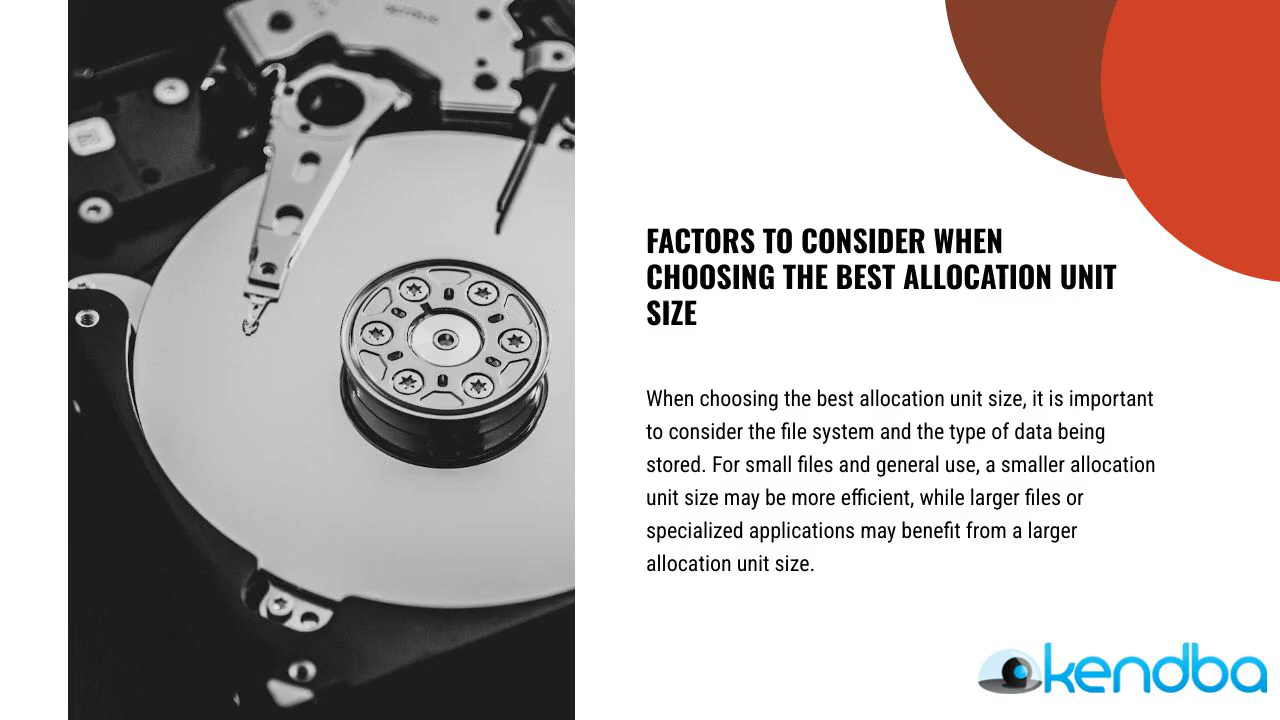 FACTORS TO CONSIDER WHEN
CHOOSING THE BEST ALLOCATION UNIT
SIZE
When choosing the best allocation unit size, it is important
to consider the file system and the type of data being
stored. For small files and general use, a smaller allocation
unit size may be more efficient, while larger files or
specialized applications may benefit from a larger
allocation unit size.
kendba